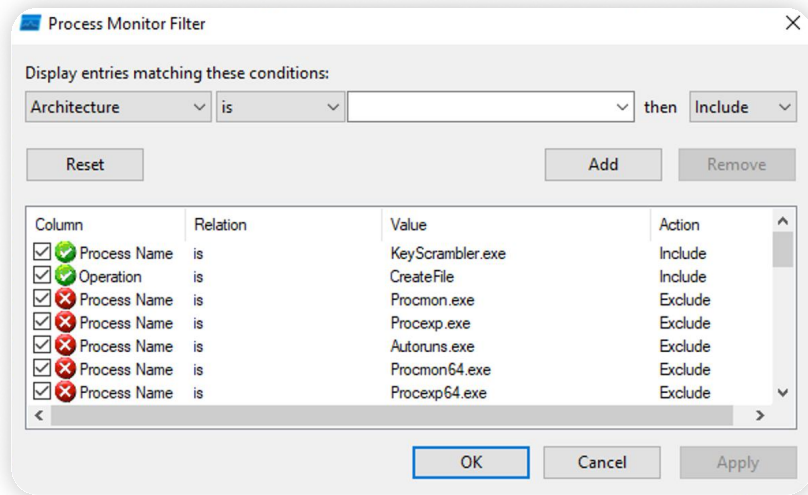 Process Monitor Filter
Display entries matching these conditions:
Architecture is then Include
Reset Add Remove
Column Relation Value Action
Process Name is KeyScrambler.exe Include
Operation is CreateFile Include
Process Name is Procmon.exe Exclude
Process Name is Procexp.exe Exclude
Process Name is Autoruns.exe Exclude
Process Name is Procmon64.exe Exclude
Process Name is Procexp64.exe Exclude
OK Cancel Apply